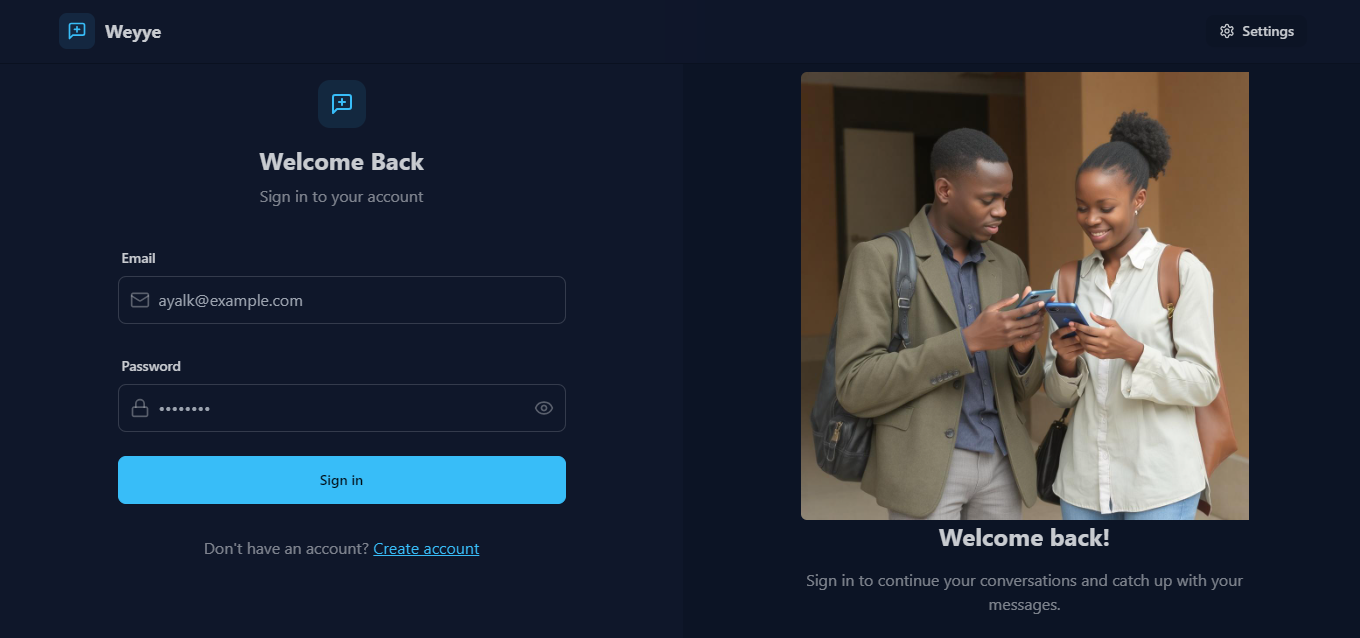 Weyye
Settings
Welcome Back
Sign in to your account
Email
ayalk@example.com
Password
••••••••
Sign in
Don't have an account? Create account
Welcome back!
Sign in to continue your conversations and catch up with your
messages.